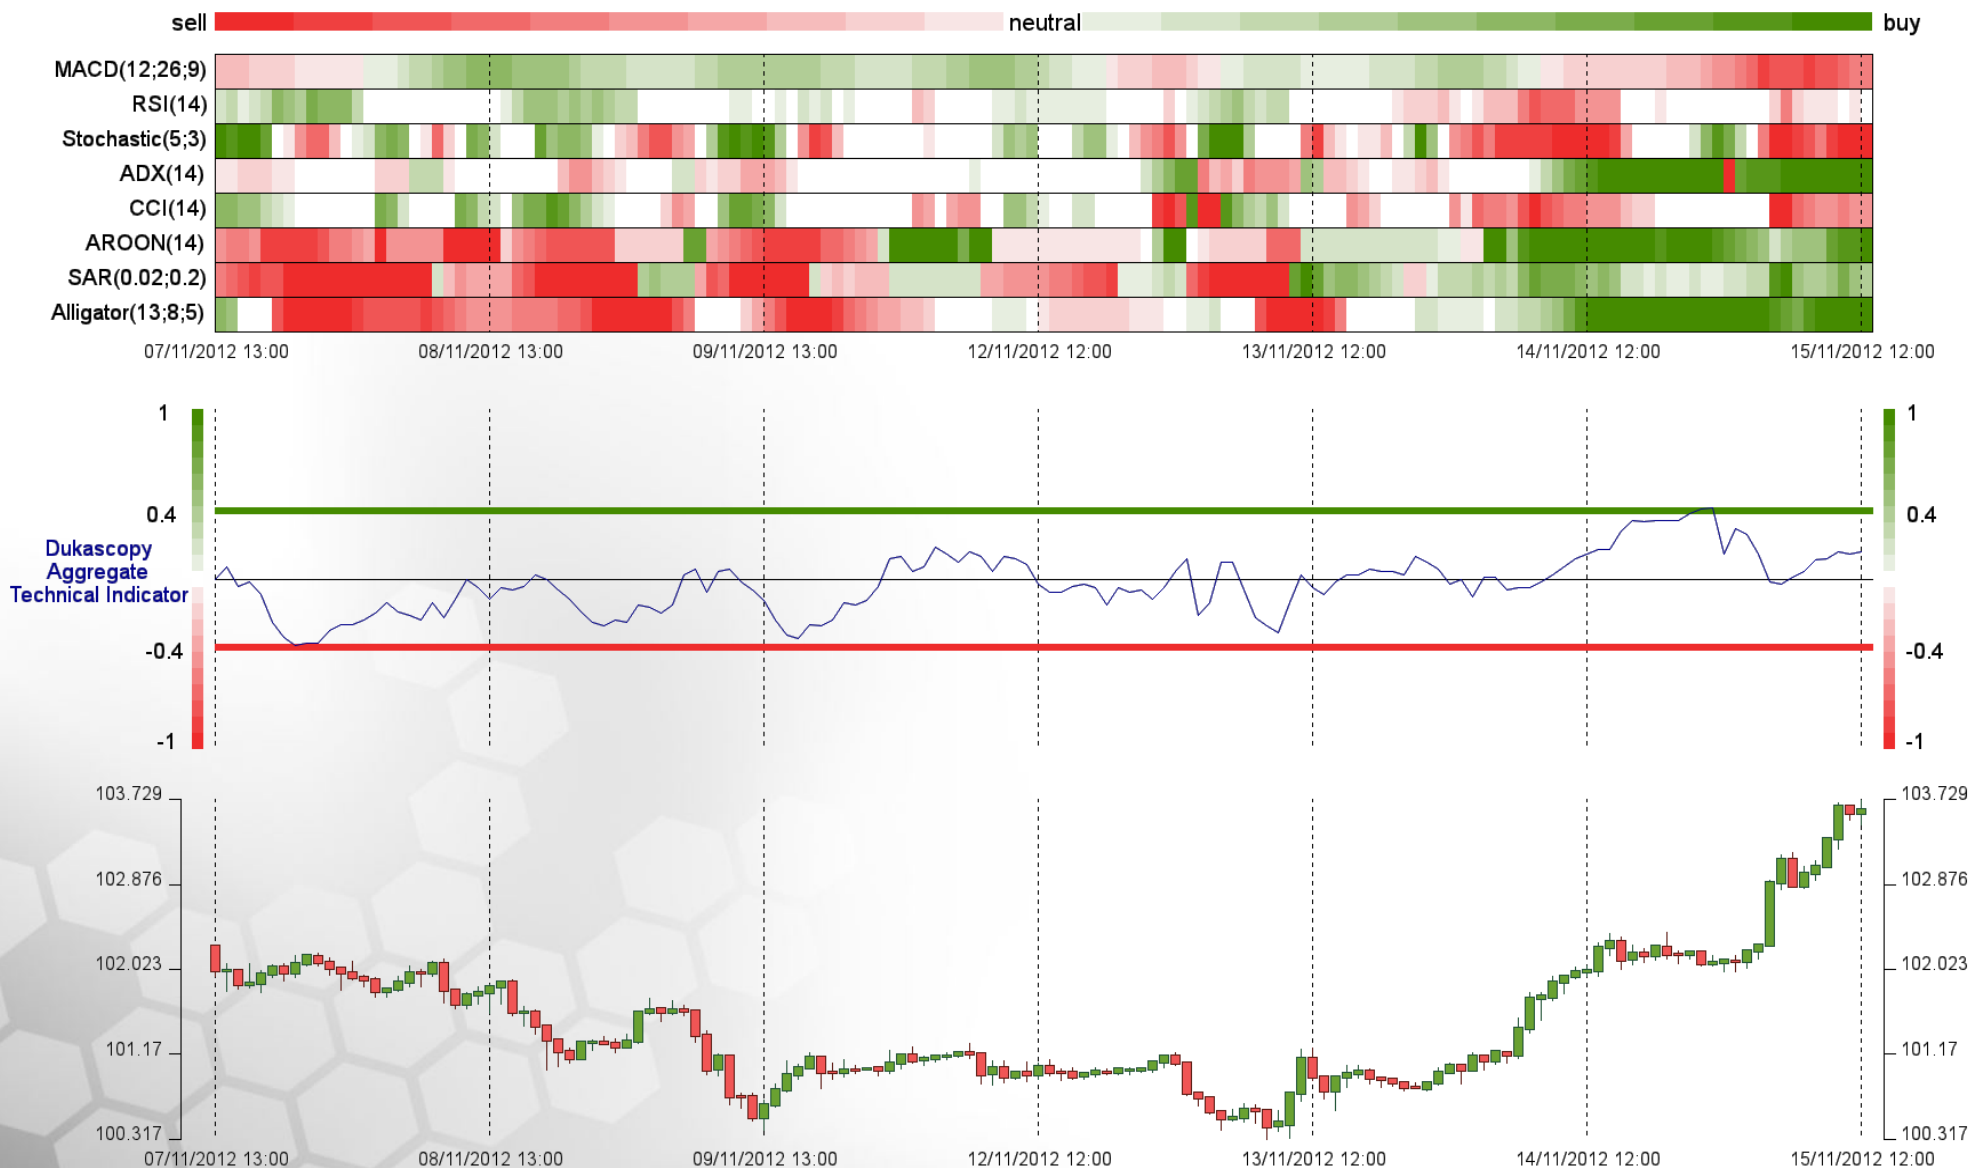 sell neutral buy
MACD(12;26;9)
RSI(14)
Stochastic(5;3)
ADX(14)
CCI(14)
AROON(14)
SAR(0.02;0.2)
Alligator(13;8;5)
07/11/2012 13:00 08/11/2012 13:00 09/11/2012 13:00 12/11/2012 12:00 13/11/2012 12:00 14/11/2012 12:00 15/11/2012 12:00
1 1
0.4 0.4
Dukascopy
Aggregate
Technical Indicator
-0.4 -0.4
-1 -1
103.729 103.729
102.876 102.876
102.023 102.023
101.17 101.17
100.317 100.317
07/11/2012 13:00 08/11/2012 13:00 09/11/2012 13:00 12/11/2012 12:00 13/11/2012 12:00 14/11/2012 12:00 15/11/2012 12:00